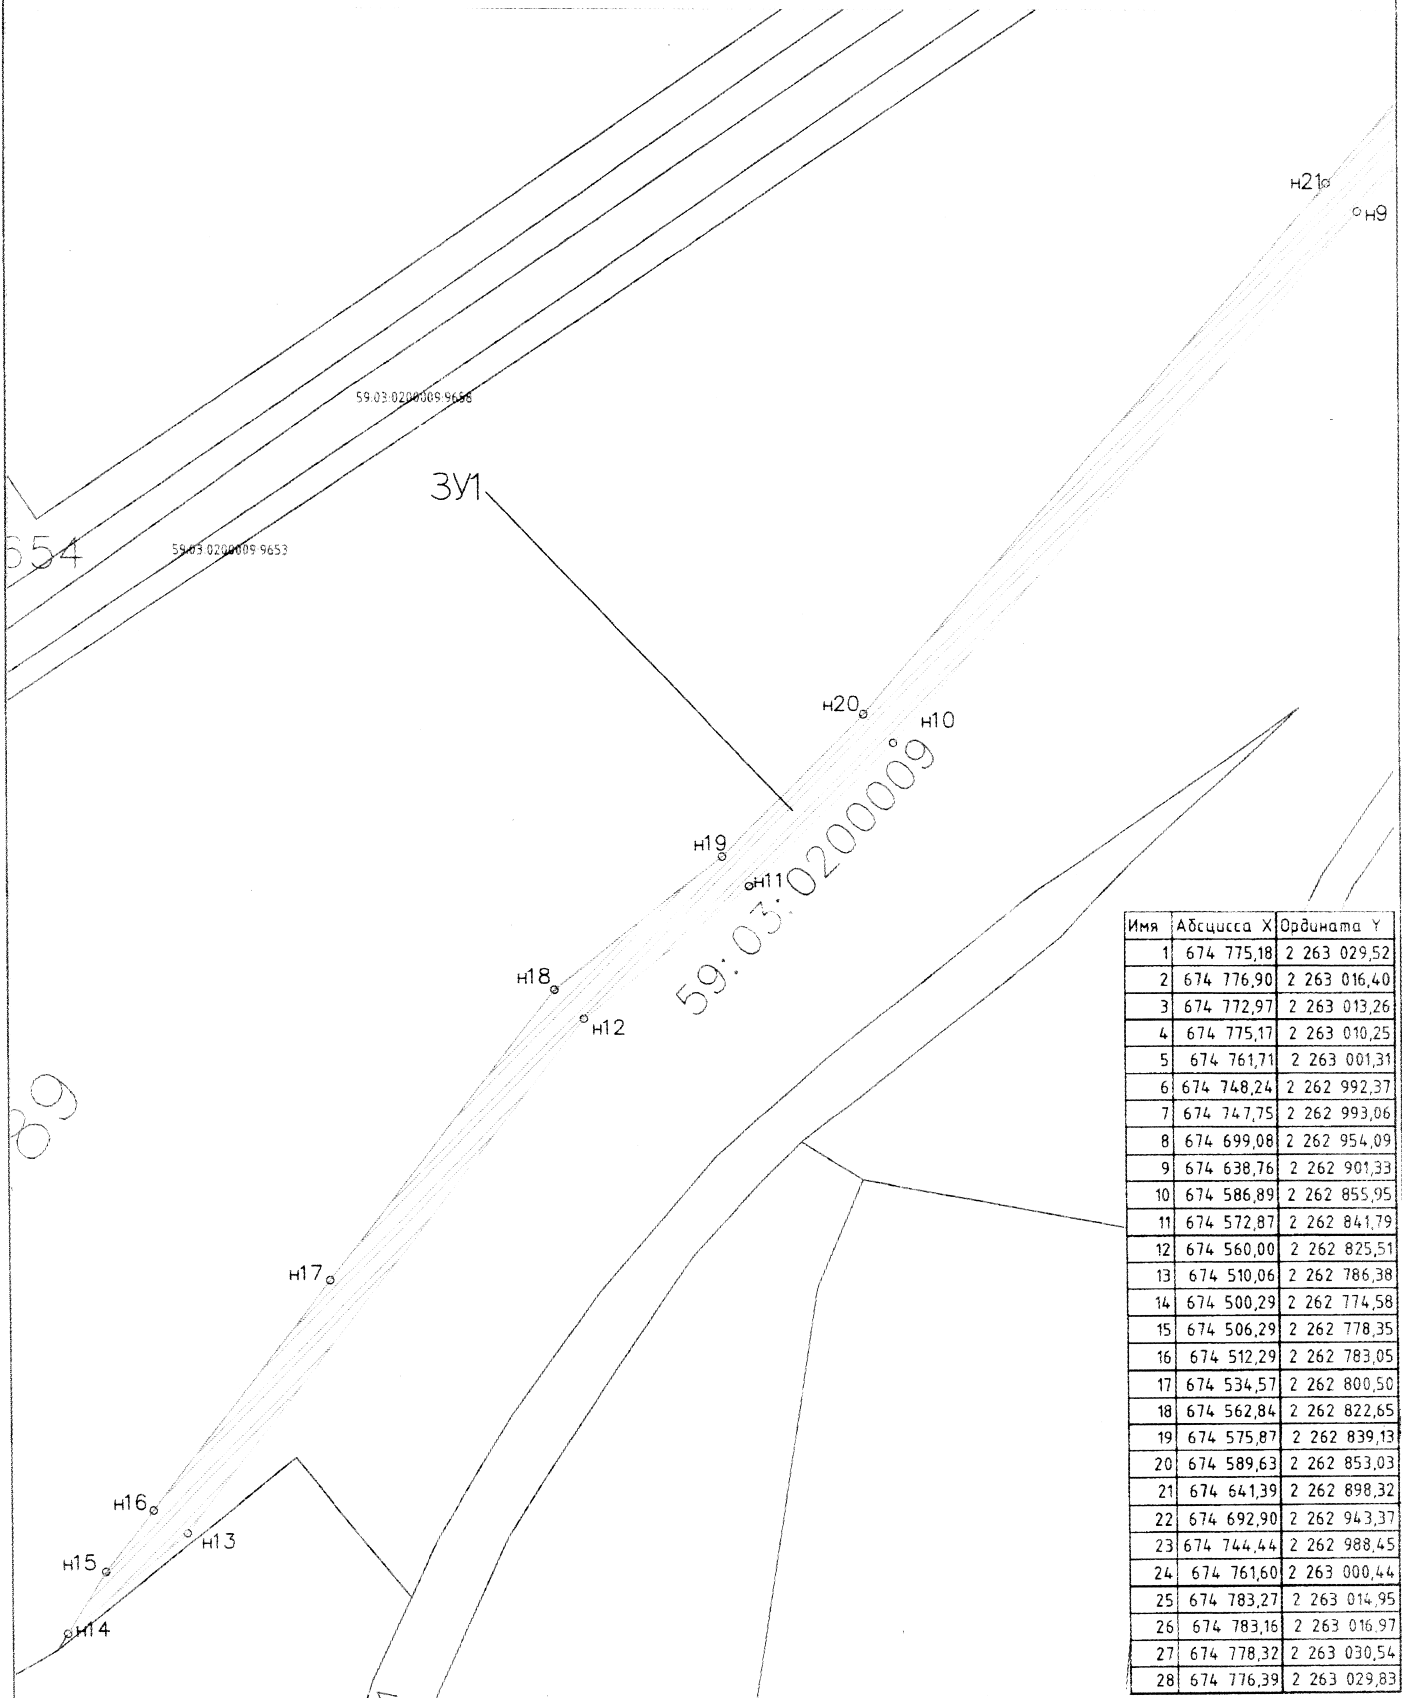 н21
н9
59:03:0200009:9658
ЗУ1
654
59:03:0200009:9653
н20
н10
59:03:0200009
н19
н11
н18
н12
89
н17
н16
н13
н15
н14
Имя Абсцисса X Ордината Y
1 674 775,18 2 263 029,52
2 674 776,90 2 263 016,40
3 674 772,97 2 263 013,26
4 674 775,17 2 263 010,25
5 674 761,71 2 263 001,31
6 674 748,24 2 262 992,37
7 674 747,75 2 262 993,06
8 674 699,08 2 262 954,09
9 674 638,76 2 262 901,33
10 674 586,89 2 262 855,95
11 674 572,87 2 262 841,79
12 674 560,00 2 262 825,51
13 674 510,06 2 262 786,38
14 674 500,29 2 262 774,58
15 674 506,29 2 262 778,35
16 674 512,29 2 262 783,05
17 674 534,57 2 262 800,50
18 674 562,84 2 262 822,65
19 674 575,87 2 262 839,13
20 674 589,63 2 262 853,03
21 674 641,39 2 262 898,32
22 674 692,90 2 262 943,37
23 674 744,44 2 262 988,45
24 674 761,60 2 263 000,44
25 674 783,27 2 263 014,95
26 674 783,16 2 263 016,97
27 674 778,32 2 263 030,54
28 674 776,39 2 263 029,83